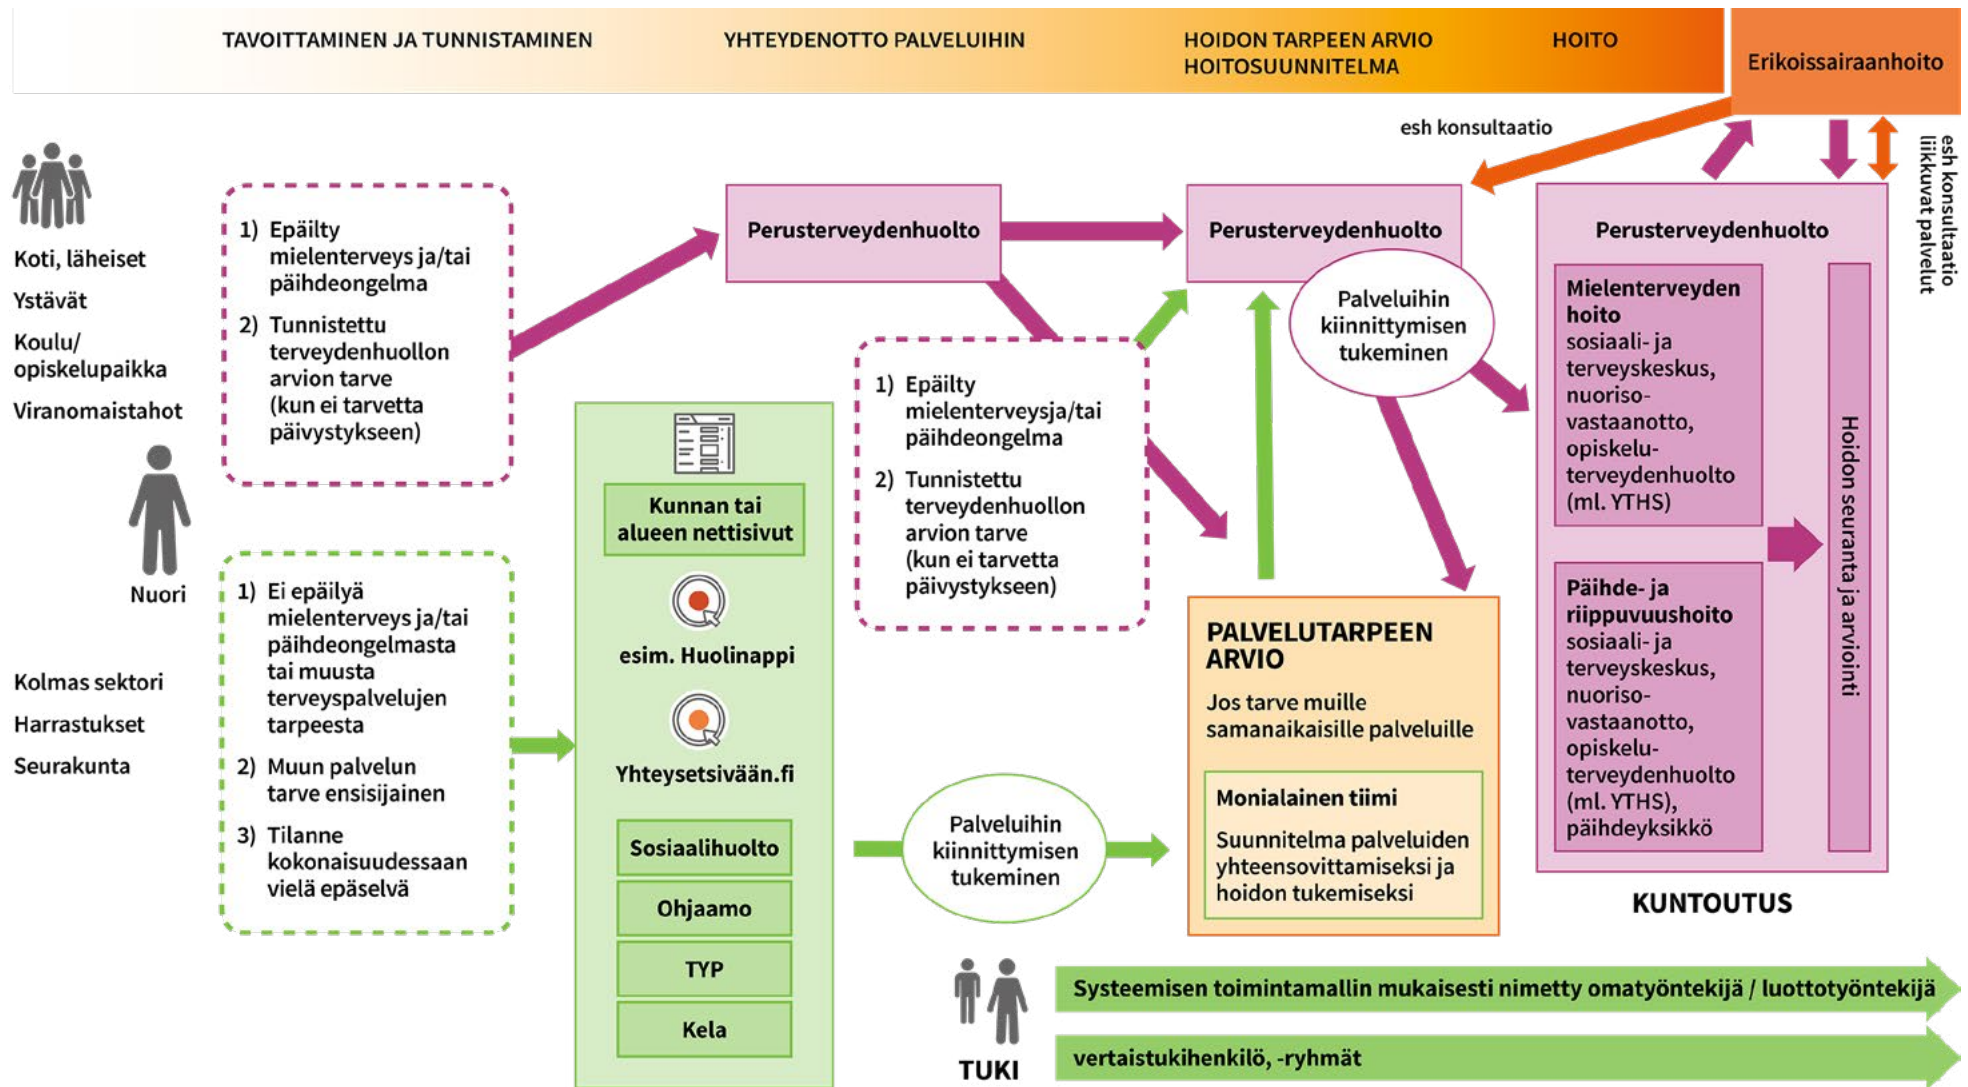 TAVOITTAMINEN JA TUNNISTAMINEN
YHTEYDENOTTO PALVELUIHIN
HOIDON TARPEEN ARVIO
HOITOSUUNNITELMA
HOITO
Erikoissairaanhoito
esh konsultaatio
esh konsultaatio
liikkuvat palvelut
Koti, läheiset
Ystävät
Koulu/
opiskelupaikka
Viranomaistahot
Nuori
Kolmas sektori
Harrastukset
Seurakunta
1) Epäilty
mielenterveys ja/tai
päihdeongelma
2) Tunnistettu
terveydenhuollon
arvion tarve
(kun ei tarvetta
päivystykseen)
1) Ei epäilyä
mielenterveys ja/tai
päihdeongelmasta
tai muusta
terveyspalvelujen
tarpeesta
2) Muun palvelun
tarve ensisijainen
3) Tilanne
kokonaisuudessaan
vielä epäselvä
Kunnan tai
alueen nettisivut
esim. Huolinappi
Yhteysetsivään.fi
Sosiaalihuolto
Ohjaamo
TYP
Kela
Perusterveydenhuolto
1) Epäilty
mielenterveysja/tai
päihdeongelma
2) Tunnistettu
terveydenhuollon
arvion tarve
(kun ei tarvetta
päivystykseen)
Palveluihin
kiinnittymisen
tukeminen
Perusterveydenhuolto
Palveluihin
kiinnittymisen
tukeminen
PALVELUTARPEEN
ARVIO
Jos tarve muille
samanaikaisille palveluille
Monialainen tiimi
Suunnitelma palveluiden
yhteensovittamiseksi ja
hoidon tukemiseksi
Perusterveydenhuolto
Mielenterveyden
hoito
sosiaali- ja
terveyskeskus,
nuoriso-
vastaanotto,
opiskelu-
terveydenhuolto
(ml. YTHS)
Päihde- ja
riippuvuushoito
sosiaali- ja
terveyskeskus,
nuoriso-
vastaanotto,
opiskelu-
terveydenhuolto
(ml. YTHS),
päihdeyksikkö
Hoidon seuranta ja arviointi
KUNTOUTUS
TUKI
Systeemisen toimintamallin mukaisesti nimetty omatyöntekijä / luottotyöntekijä
vertaistukihenkilö, -ryhmät